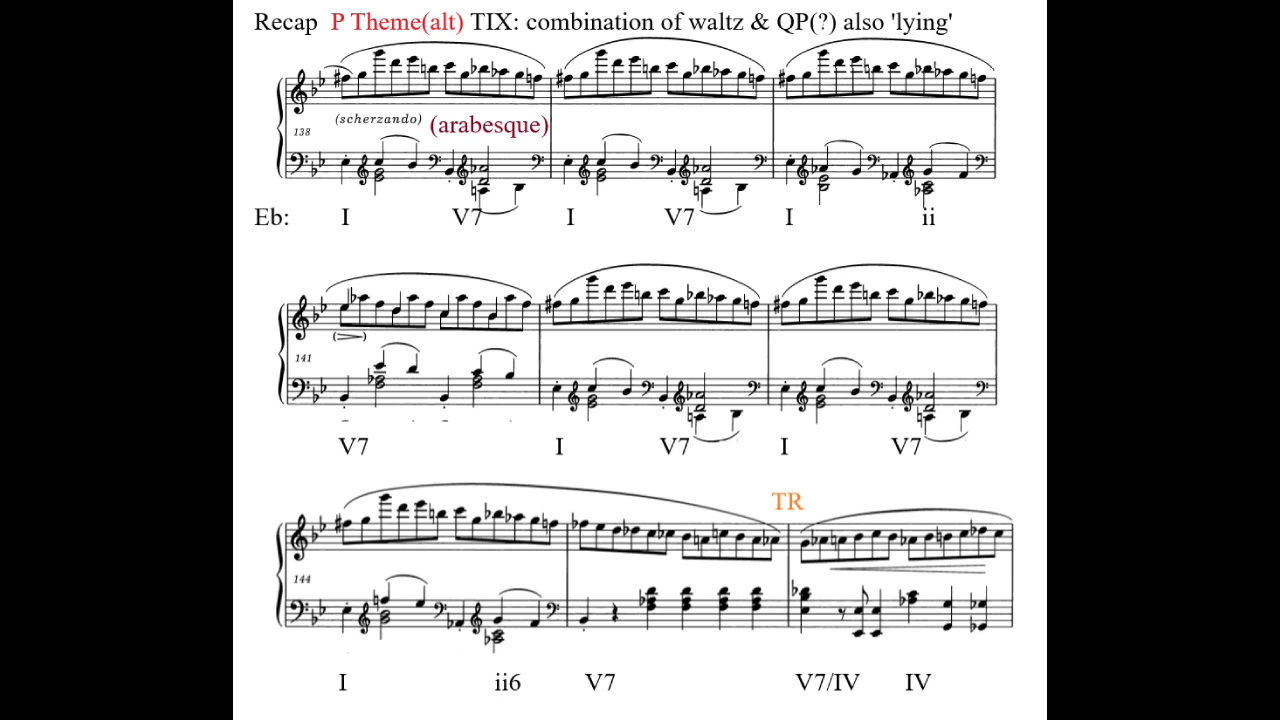 Recap P Theme(alt) TIX: combination of waltz & QP(?) also 'lying'
(scherzando) (arabesque)
138
Eb: I V7 I V7 I ii
141
V7 I V7 I V7
TR
144
I ii6 V7 V7/IV IV